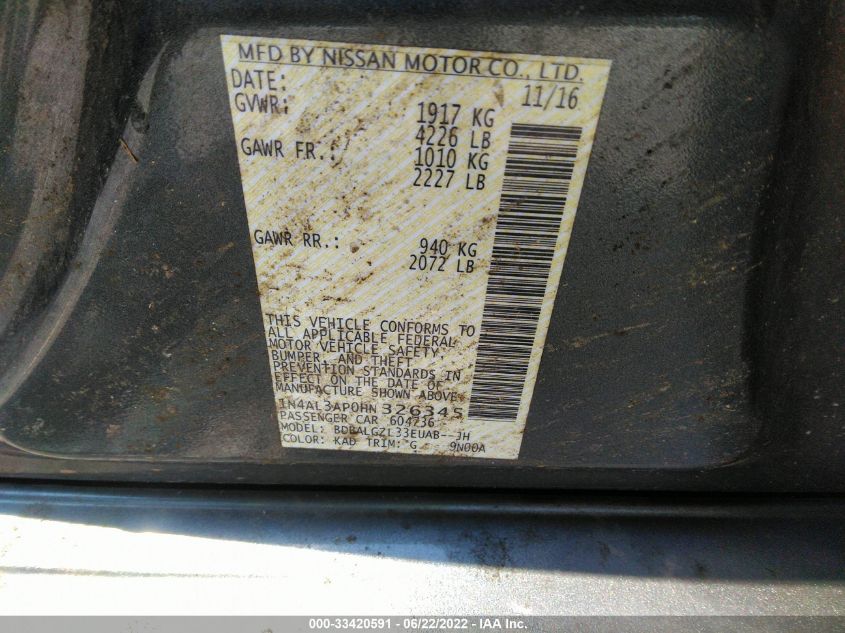 MFD BY NISSAN MOTOR CO., LTD.
DATE: 11/16
GVWR: 1917 KG
4226 LB
GAWR FR.: 1010 KG
2227 LB
GAWR RR.: 940 KG
2072 LB
THIS VEHICLE CONFORMS TO
ALL APPLICABLE FEDERAL
MOTOR VEHICLE SAFETY,
BUMPER, AND THEFT
PREVENTION STANDARDS IN
EFFECT ON THE DATE OF
MANUFACTURE SHOWN ABOVE.
1N4AL3AP0HN 326345
PASSENGER CAR 604736
MODEL: BDBALGZL33EUAB--JH
COLOR: KAD TRIM: G 9N00A
000-33420591 - 06/22/2022 - IAA Inc.